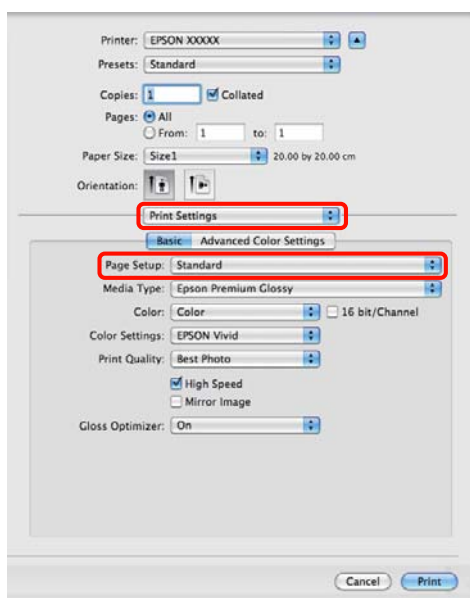 Printer: EPSON XXXXX
Presets: Standard
Copies: 1 Collated
Pages: All
From: 1 to: 1
Paper Size: Size1 20.00 by 20.00 cm
Orientation:
Print Settings
Basic Advanced Color Settings
Page Setup: Standard
Media Type: Epson Premium Glossy
Color: Color 16 bit/Channel
Color Settings: EPSON Vivid
Print Quality: Best Photo
High Speed
Mirror Image
Gloss Optimizer: On
Cancel Print